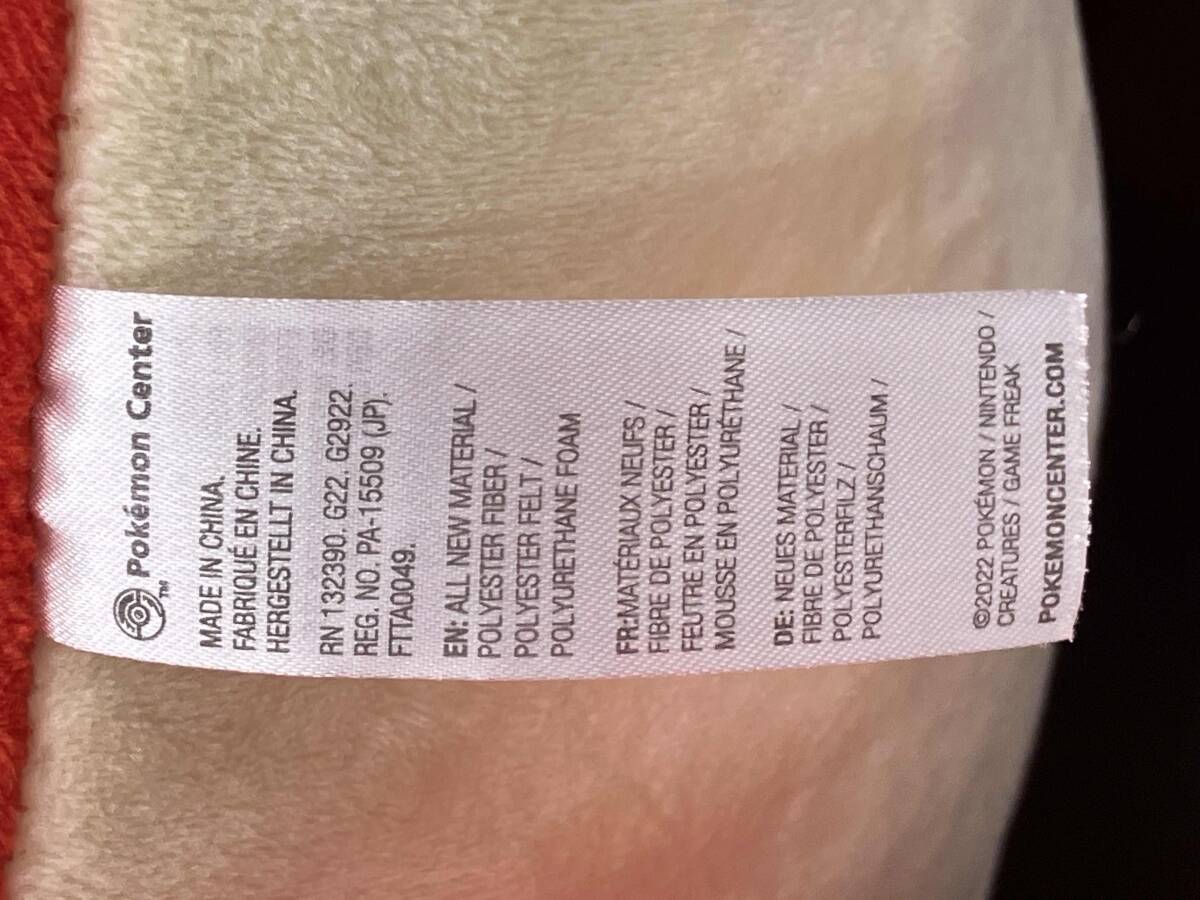 Pokémon Center
TM
MADE IN CHINA.
FABRIQUÉ EN CHINE.
HERGESTELLT IN CHINA.
RN 132390. G22. G2922.
REG. NO. PA-15509 (JP).
FTTA0049.
EN: ALL NEW MATERIAL /
POLYESTER FIBER /
POLYESTER FELT /
POLYURETHANE FOAM
FR:MATÉRIAUX NEUFS /
FIBRE DE POLYESTER /
FEUTRE EN POLYESTER /
MOUSSE EN POLYURÉTHANE /
DE: NEUES MATERIAL /
FIBRE DE POLYESTER /
POLYESTERFILZ /
POLYURETHANSCHAUM /
©2022 POKÉMON / NINTENDO /
CREATURES / GAME FREAK
POKEMONCENTER.COM